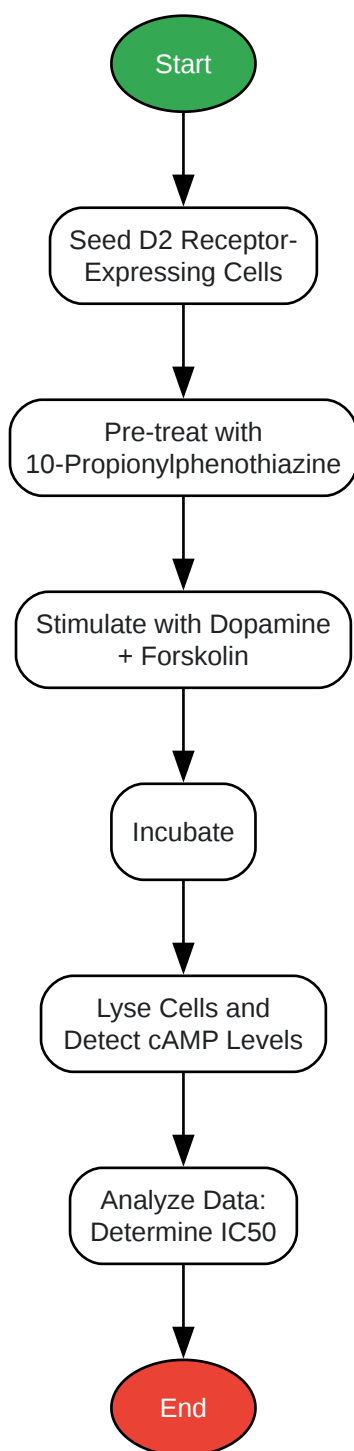 Start
Seed D2 Receptor-
Expressing Cells
Pre-treat with
10-Propionylphenothiazine
Stimulate with Dopamine
+ Forskolin
Incubate
Lyse Cells and
Detect cAMP Levels
Analyze Data:
Determine IC50
End